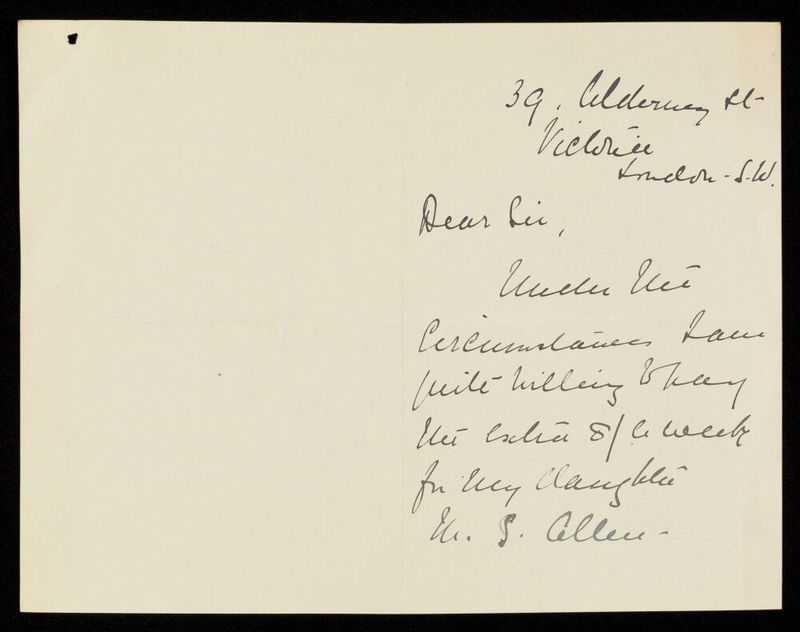 39, Alderney St
Victoria
London - S.W.
Dear Sir,
Under the
Circumstances I am
quite willing to pay
the extra 8/ a week
for my daughter
M. S. Allen -